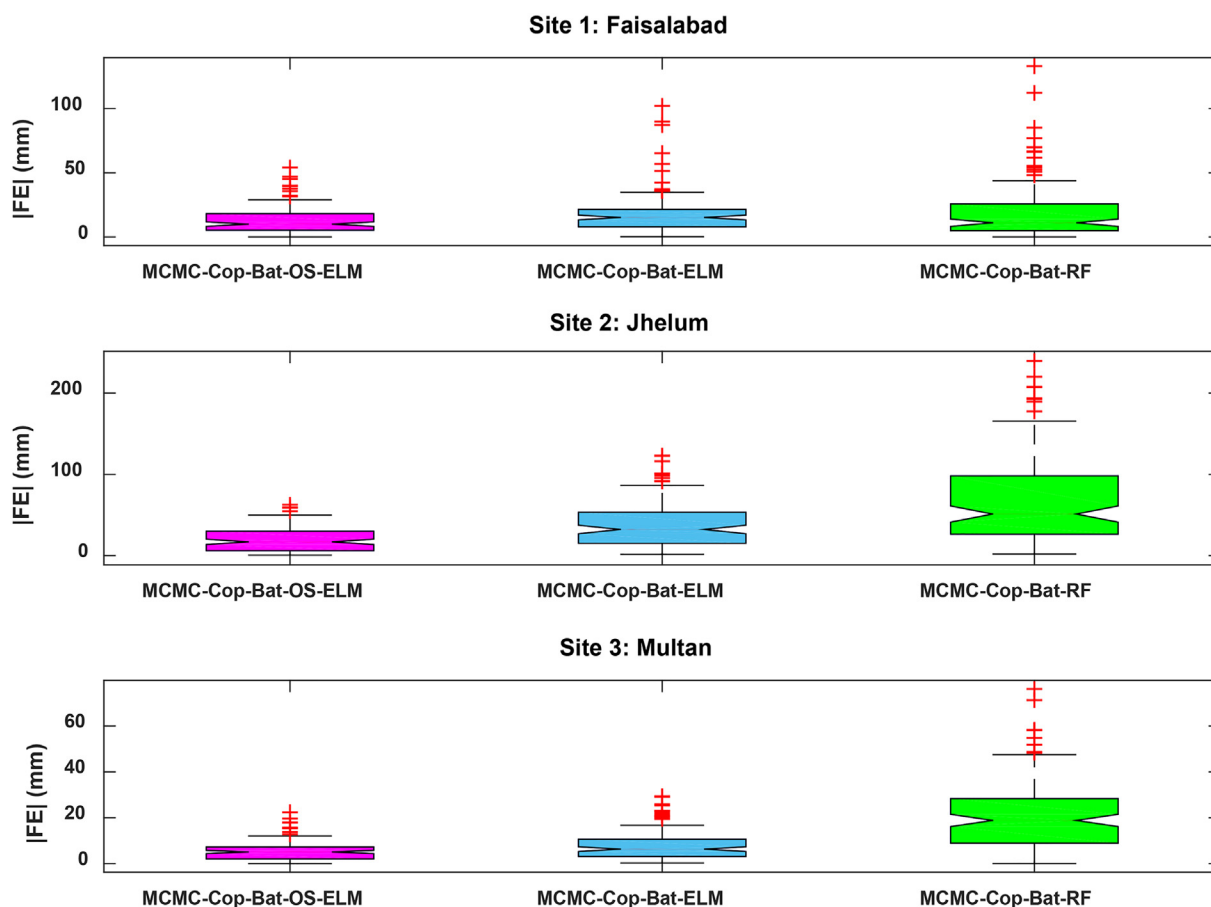 Site 1: Faisalabad
|FE| (mm)
100
50
0
MCMC-Cop-Bat-OS-ELM MCMC-Cop-Bat-ELM MCMC-Cop-Bat-RF
Site 2: Jhelum
|FE| (mm)
200
100
0
MCMC-Cop-Bat-OS-ELM MCMC-Cop-Bat-ELM MCMC-Cop-Bat-RF
Site 3: Multan
|FE| (mm)
60
40
20
0
MCMC-Cop-Bat-OS-ELM MCMC-Cop-Bat-ELM MCMC-Cop-Bat-RF